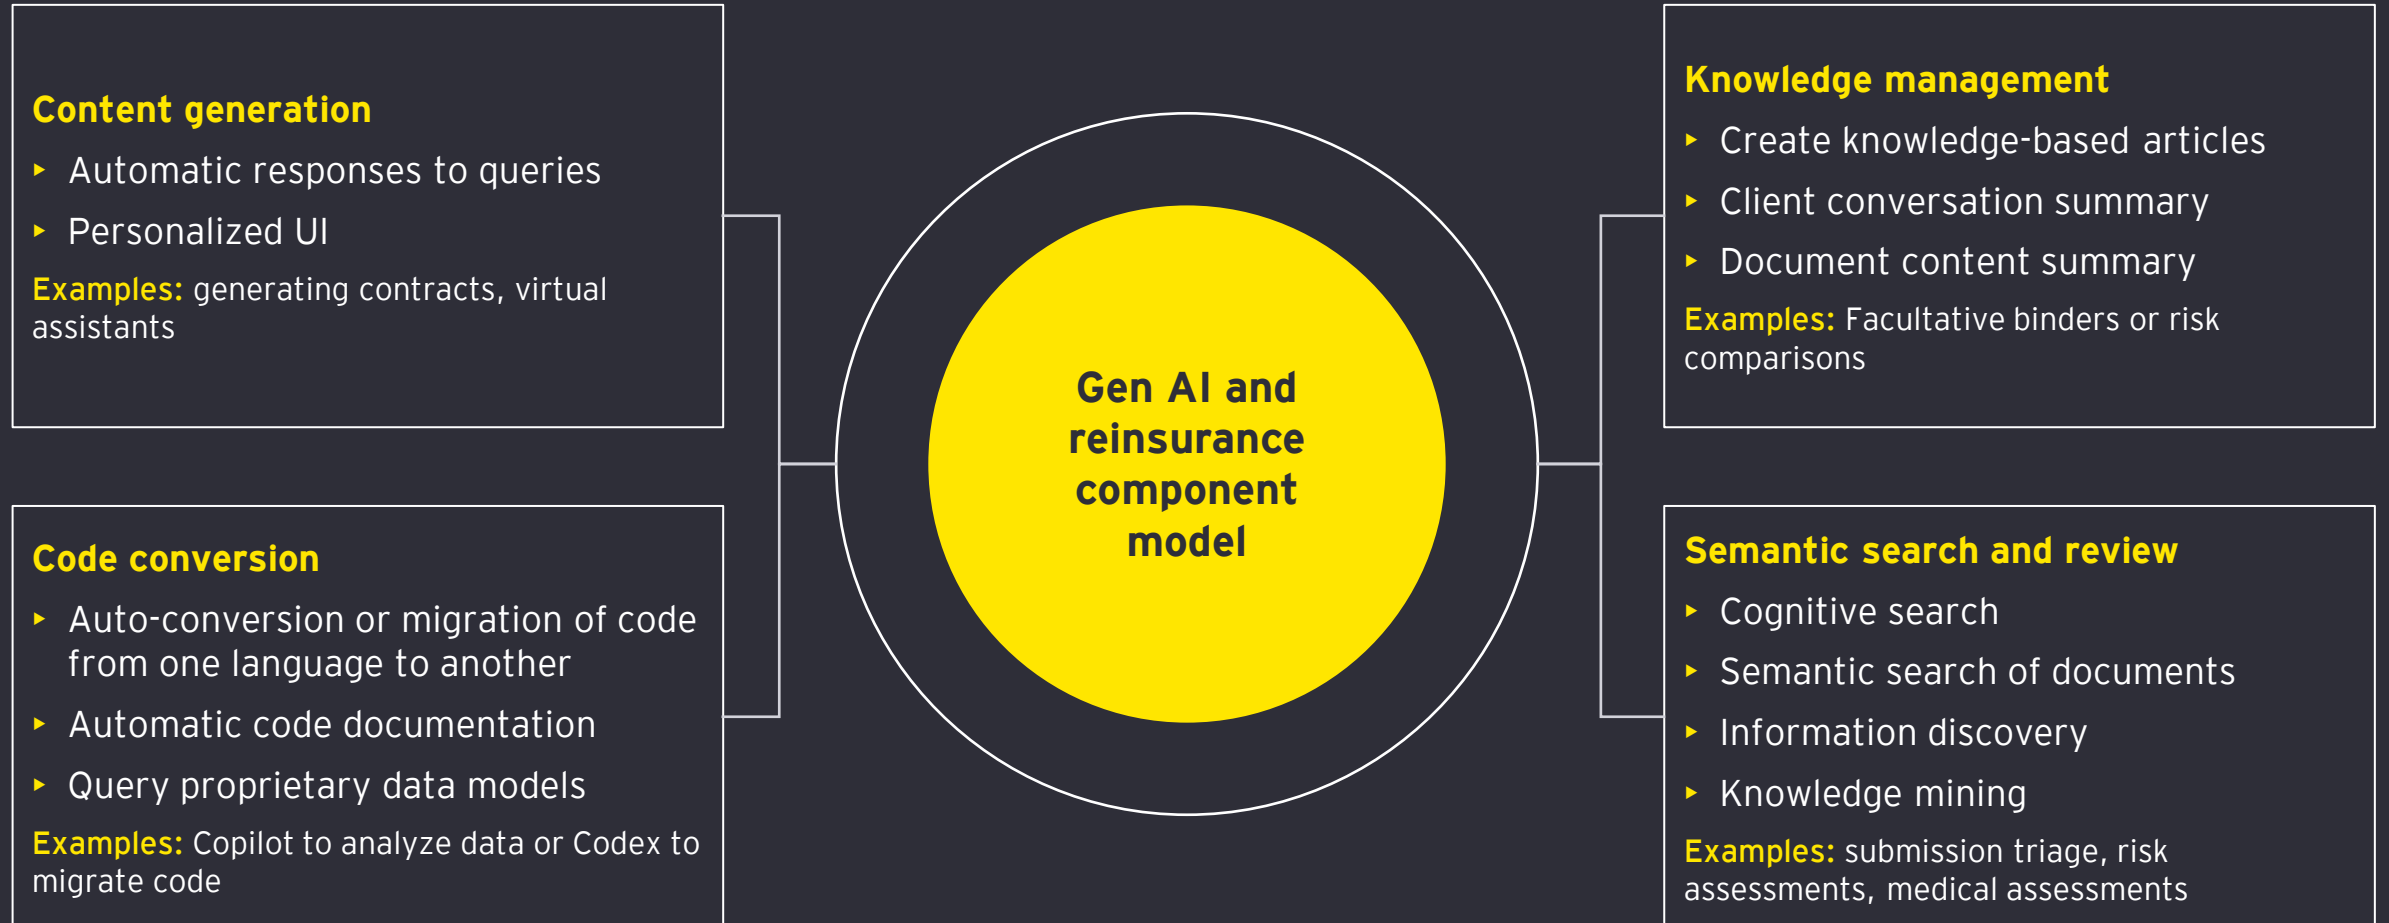 Content generation
Automatic responses to queries
Personalized UI
Examples: generating contracts, virtual
assistants
Code conversion
Auto-conversion or migration of code
from one language to another
Automatic code documentation
Query proprietary data models
Examples: Copilot to analyze data or Codex to
migrate code
Gen AI and
reinsurance
component
model
Knowledge management
Create knowledge-based articles
Client conversation summary
Document content summary
Examples: Facultative binders or risk
comparisons
Semantic search and review
Cognitive search
Semantic search of documents
Information discovery
Knowledge mining
Examples: submission triage, risk
assessments, medical assessments